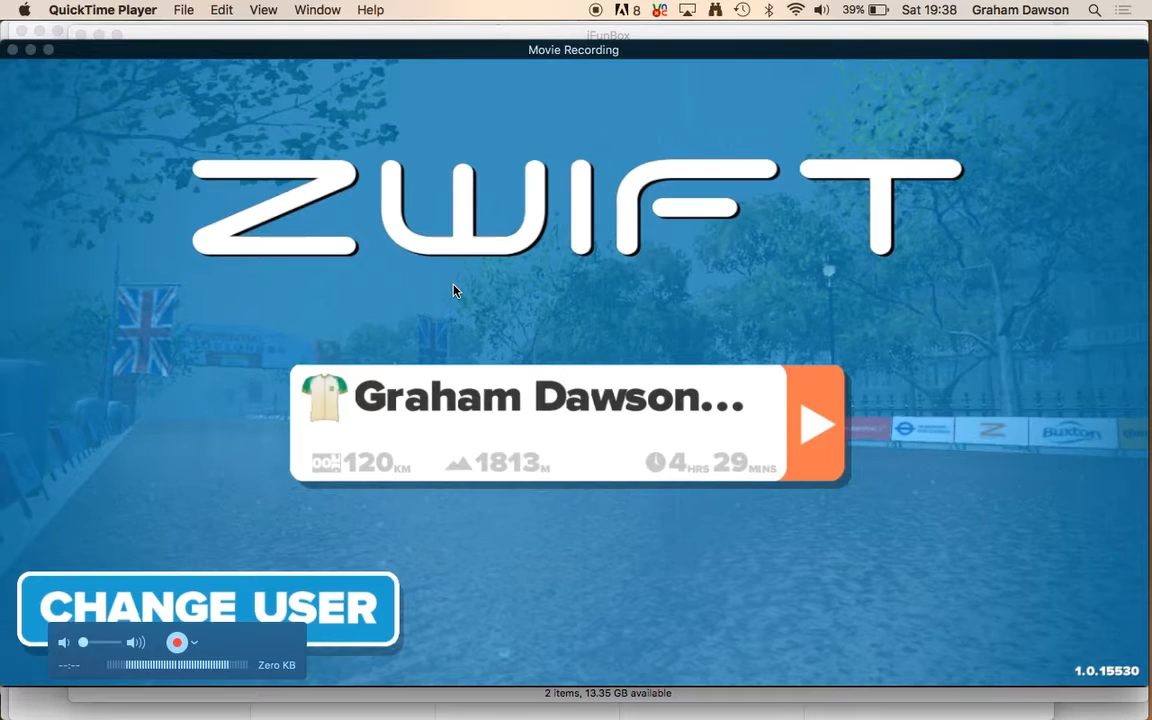 QuickTime Player File Edit View Window Help 8 39% Sat 19:38 Graham Dawson
iFunBox
Movie Recording
ZWIFT
Graham Dawson...
120KM 1813M 4HRS 29MINS
Buxton
CHANGE USER
--:-- Zero KB
1.0.15530
2 items, 13.35 GB available